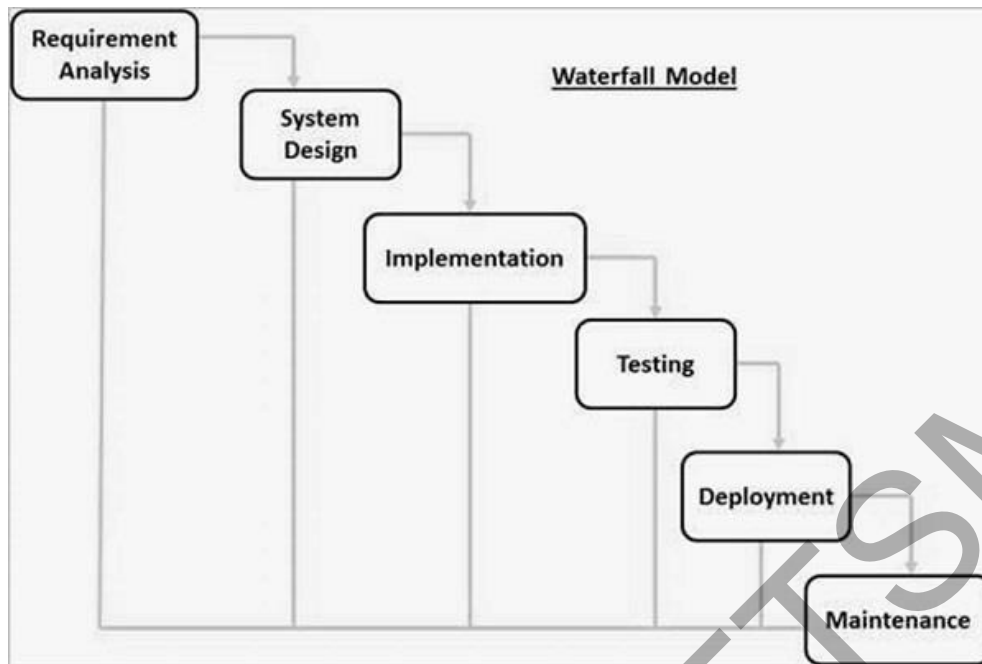 Requirement
Analysis
Waterfall Model
System
Design
Implementation
Testing
Deployment
Maintenance